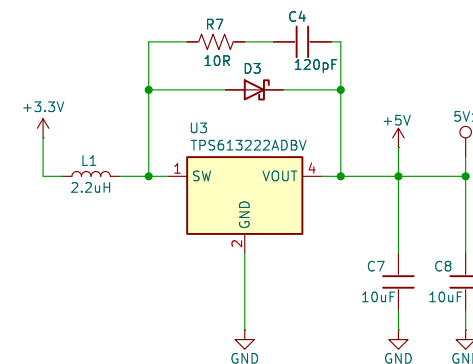 R7
C4
10R
120pF
D3
+3.3V
U3
TPS613222ADBV
+5V
L1
2.2uH
1
SW
VOUT
4
GND
2
C7
10uF
C8
10uF
GND
GND